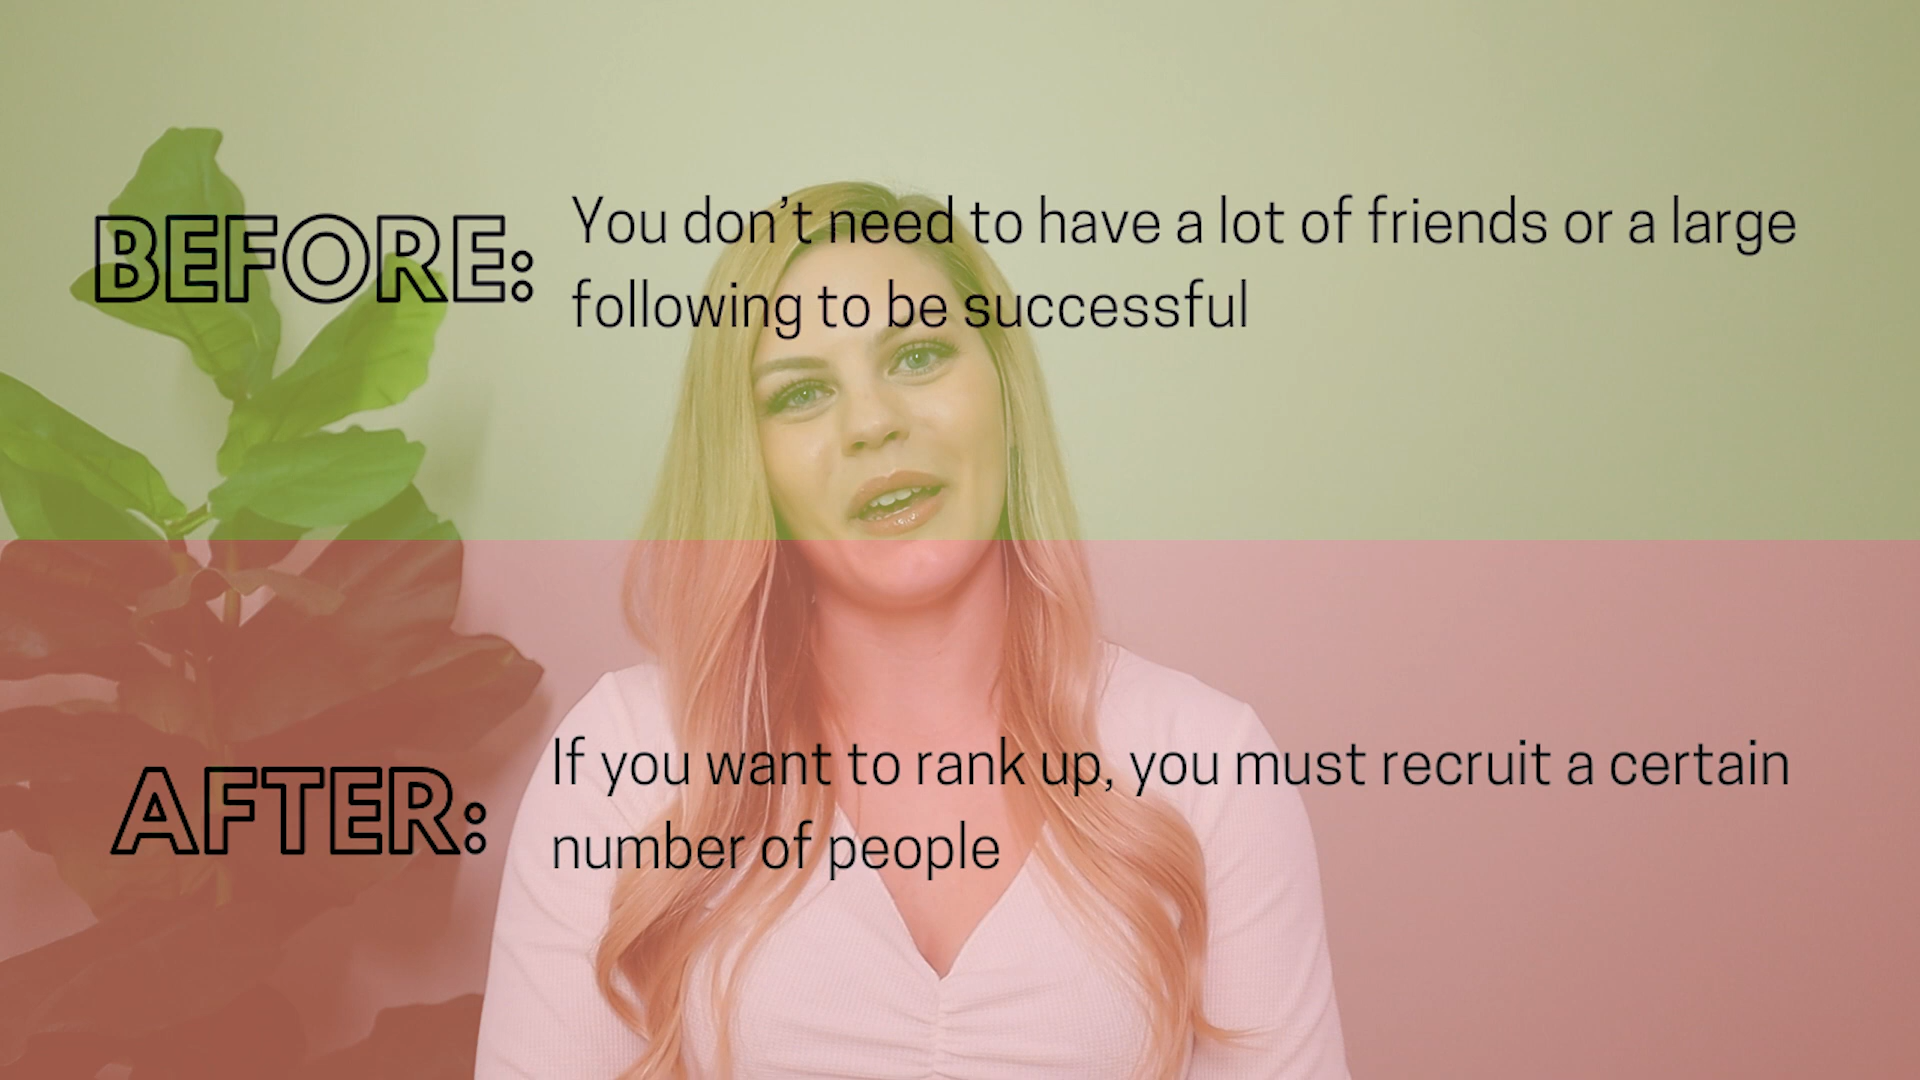 BEFORE:
You don't need to have a lot of friends or a large
following to be successful
AFTER:
If you want to rank up, you must recruit a certain
number of people